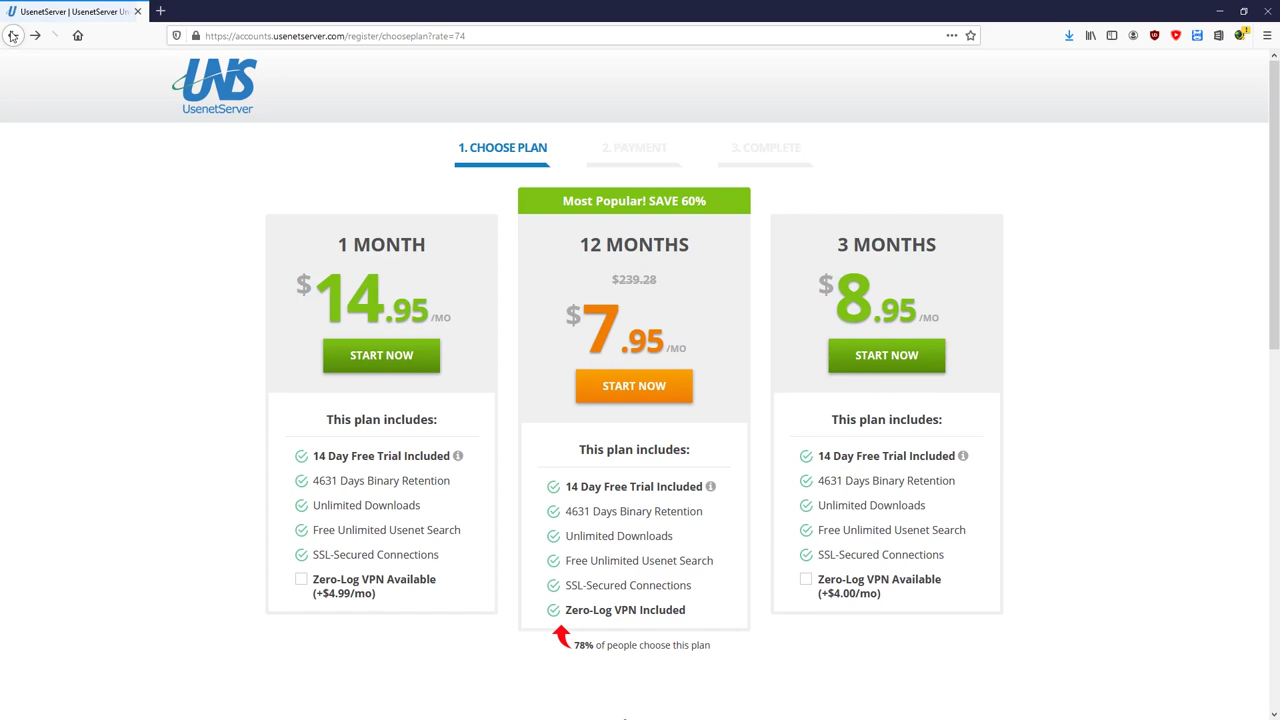 UsenetServer | UsenetServer Un
https://accounts.usenetserver.com/register/chooseplan?rate=74
UNS
UsenetServer
1. CHOOSE PLAN
2. PAYMENT
3. COMPLETE
1 MONTH
$14.95/MO
START NOW
This plan includes:
14 Day Free Trial Included
4631 Days Binary Retention
Unlimited Downloads
Free Unlimited Usenet Search
SSL-Secured Connections
Zero-Log VPN Available
(+$4.99/mo)
Most Popular! SAVE 60%
12 MONTHS
$239.28
$7.95/MO
START NOW
This plan includes:
14 Day Free Trial Included
4631 Days Binary Retention
Unlimited Downloads
Free Unlimited Usenet Search
SSL-Secured Connections
Zero-Log VPN Included
78% of people choose this plan
3 MONTHS
$8.95/MO
START NOW
This plan includes:
14 Day Free Trial Included
4631 Days Binary Retention
Unlimited Downloads
Free Unlimited Usenet Search
SSL-Secured Connections
Zero-Log VPN Available
(+$4.00/mo)